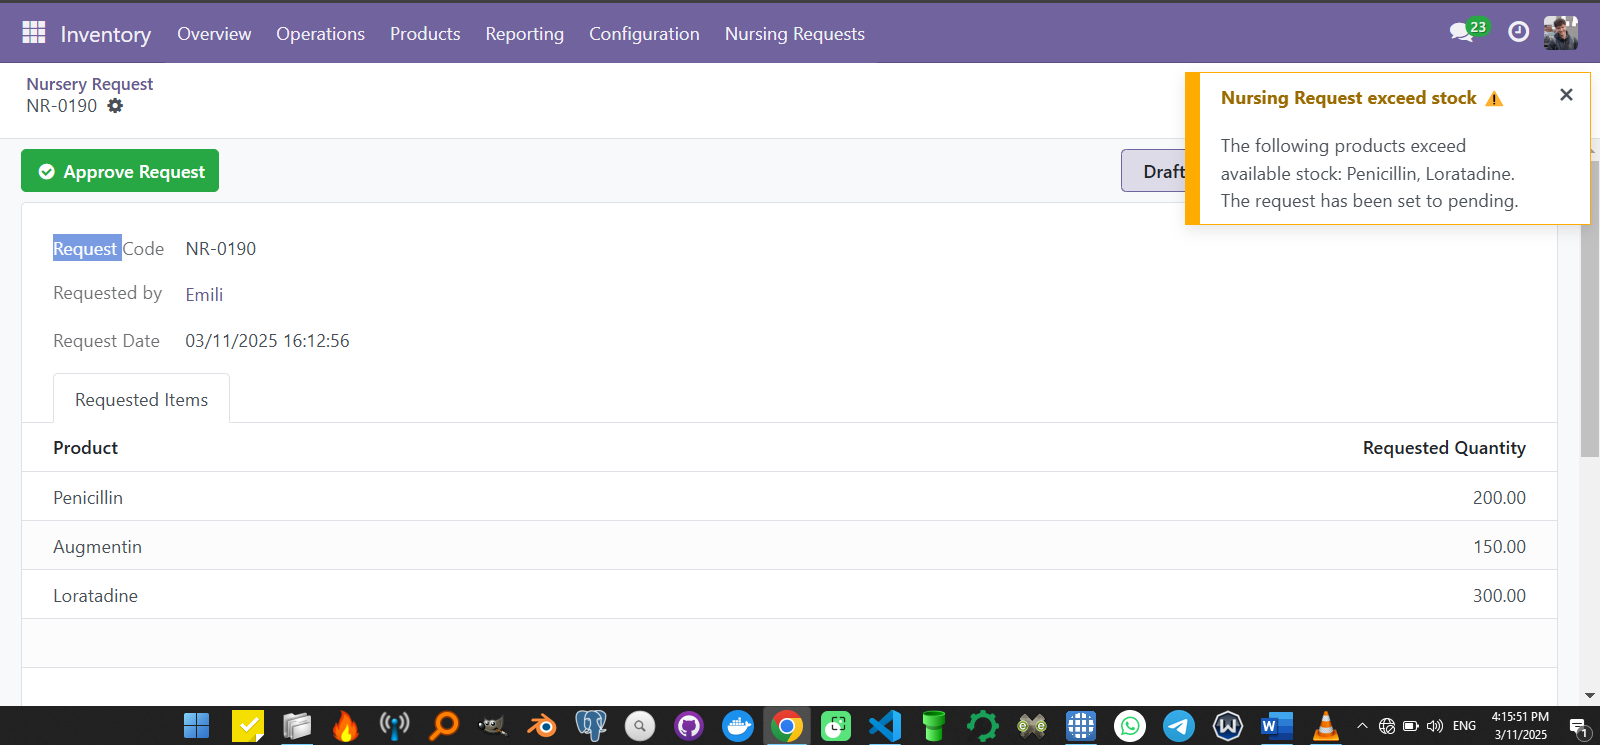 Inventory Overview Operations Products Reporting Configuration Nursing Requests 23
Nursery Request
NR-0190
Nursing Request exceed stock
The following products exceed
available stock: Penicillin, Loratadine.
The request has been set to pending.
Approve Request
Draft
Request Code NR-0190
Requested by Emili
Request Date 03/11/2025 16:12:56
Requested Items
Product Requested Quantity
Penicillin 200.00
Augmentin 150.00
Loratadine 300.00
ENG
4:15:51 PM
3/11/2025
1